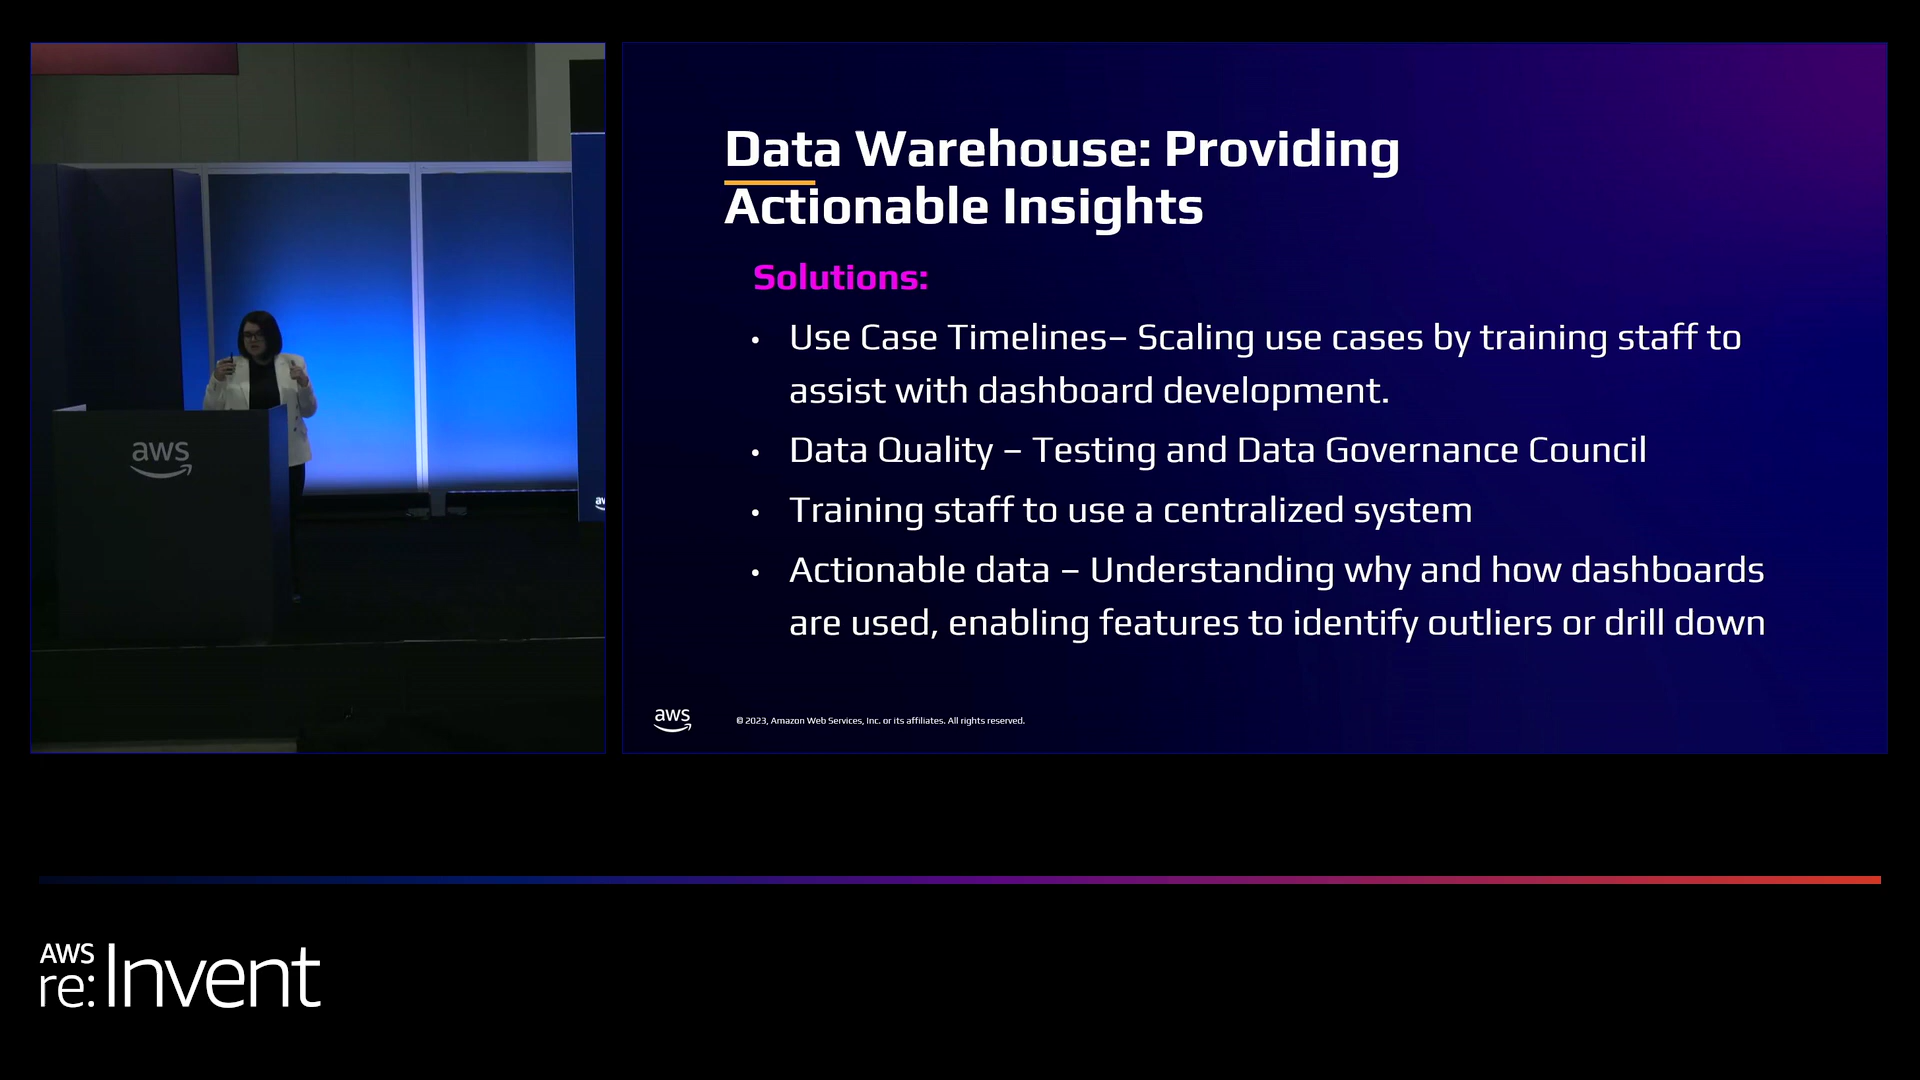 Data Warehouse: Providing
Actionable Insights
Solutions:
• Use Case Timelines– Scaling use cases by training staff to
assist with dashboard development.
• Data Quality – Testing and Data Governance Council
• Training staff to use a centralized system
• Actionable data – Understanding why and how dashboards
are used, enabling features to identify outliers or drill down
aws
© 2023, Amazon Web Services, Inc. or its affiliates. All rights reserved.
aws
AWS
re:Invent